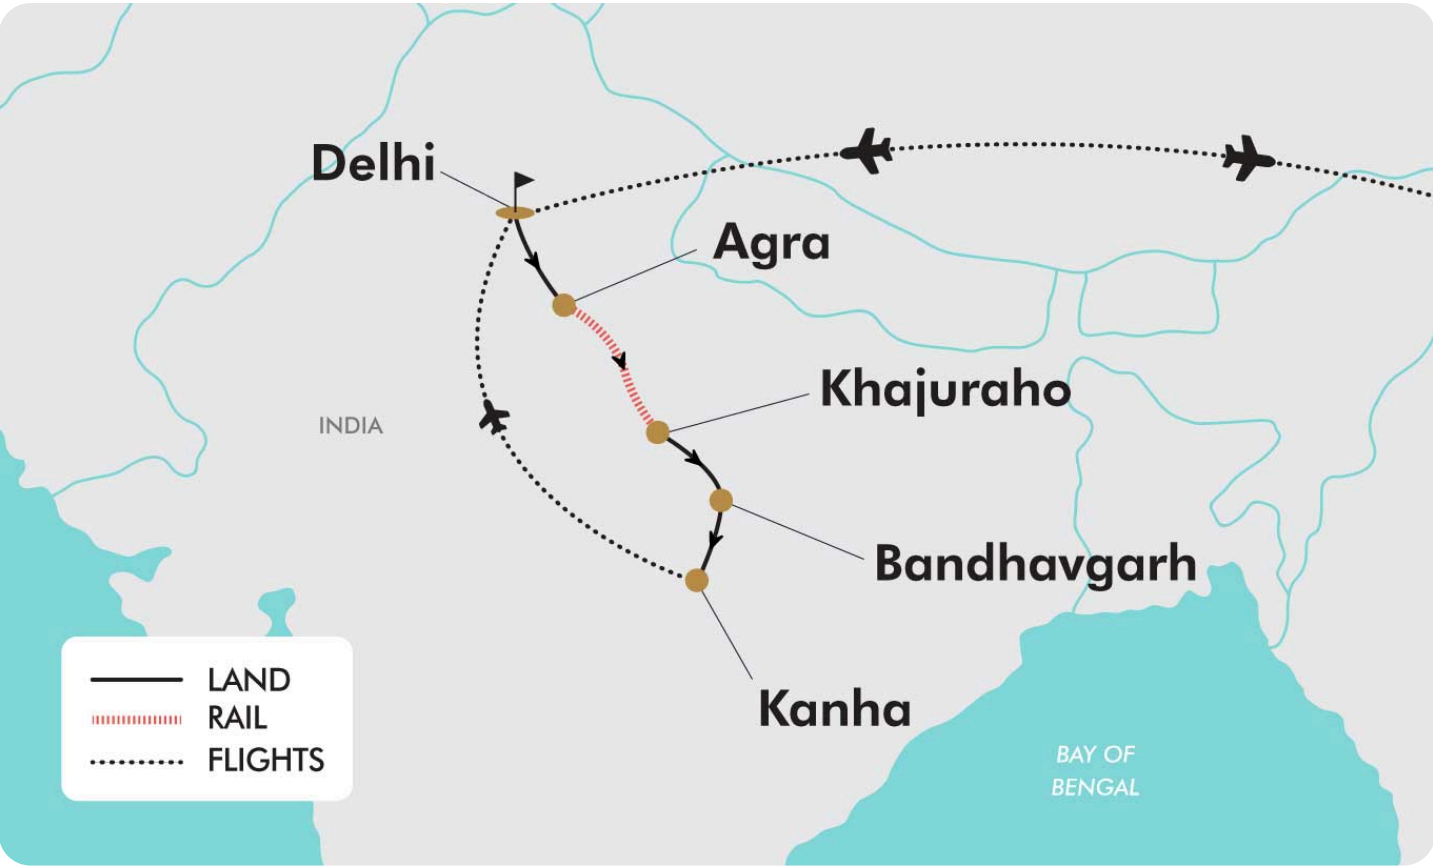 Delhi
Agra
Khajuraho
INDIA
Bandhavgarh
Kanha
LAND
RAIL
FLIGHTS
BAY OF
BENGAL